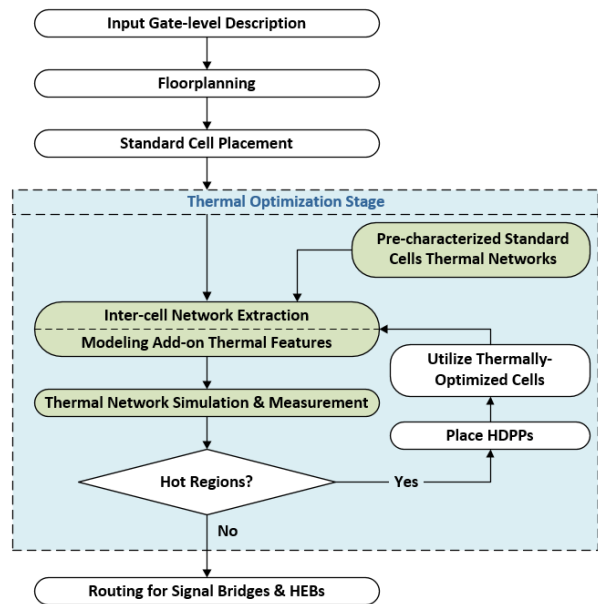 Input Gate-level Description
Floorplanning
Standard Cell Placement
Thermal Optimization Stage
Pre-characterized Standard
Cells Thermal Networks
Inter-cell Network Extraction
Modeling Add-on Thermal Features
Utilize Thermally-
Optimized Cells
Thermal Network Simulation & Measurement
Place HDPPs
Hot Regions?
Yes
No
Routing for Signal Bridges & HEBs